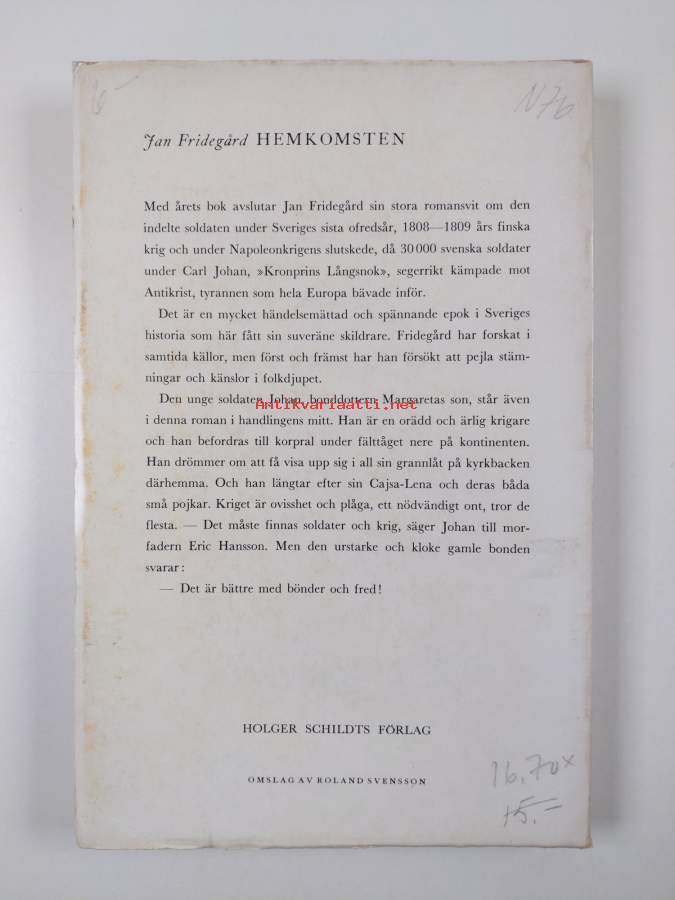 6–
N76
Jan Fridegård HEMKOMSTEN
Med årets bok avslutar Jan Fridegård sin stora romansvit om den
indelte soldaten under Sveriges sista ofredsår, 1808—1809 års finska
krig och under Napoleonkrigens slutskede, då 30 000 svenska soldater
under Carl Johan, »Kronprins Långsnok», segerrikt kämpade mot
Antikrist, tyrannen som hela Europa bävade inför.
Det är en mycket händelsemättad och spännande epok i Sveriges
historia som här fått sin suveräne skildrare. Fridegård har forskat i
samtida källor, men först och främst har han försökt att pejla stäm-
ningar och känslor i folkdjupet.
Den unge soldaten Johan, bonddottern Margaretas son, står även
Antikvariaatti.net
i denna roman i handlingens mitt. Han är en orädd och ärlig krigare
och han befordras till korpral under fälttåget nere på kontinenten.
Han drömmer om att få visa upp sig i all sin grannlåt på kyrkbacken
därhemma. Och han längtar efter sin Cajsa-Lena och deras båda
små pojkar. Kriget är ovisshet och plåga, ett nödvändigt ont, tror de
flesta. — Det måste finnas soldater och krig, säger Johan till mor-
fadern Eric Hansson. Men den urstarke och kloke gamle bonden
svarar:
— Det är bättre med bönder och fred!
HOLGER SCHILDTS FÖRLAG
OMSLAG AV ROLAND SVENSSON
16,70x
15.–